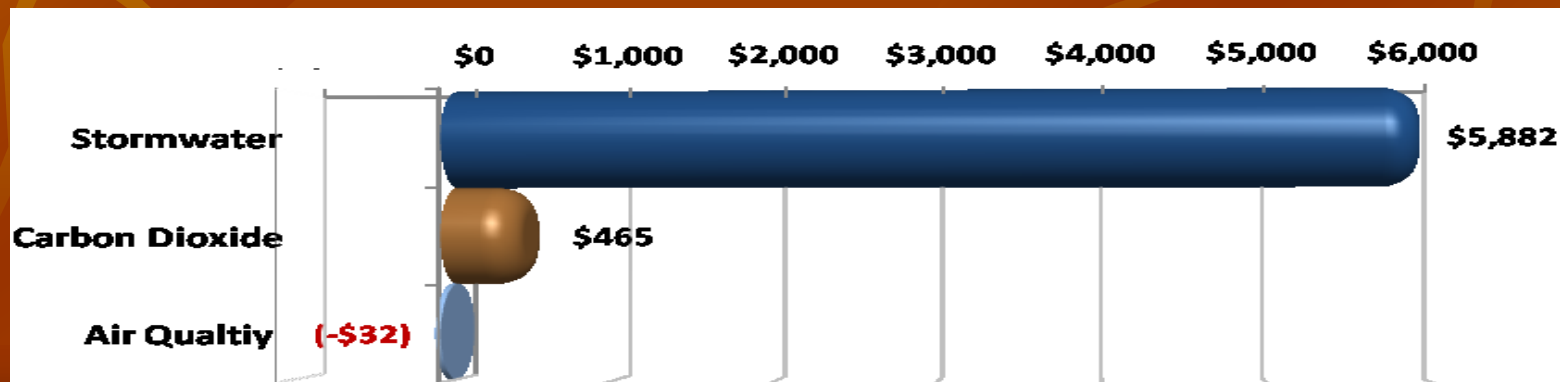 $0 $1,000 $2,000 $3,000 $4,000 $5,000 $6,000
Stormwater $5,882
Carbon Dioxide $465
Air Qualtiy (-$32)